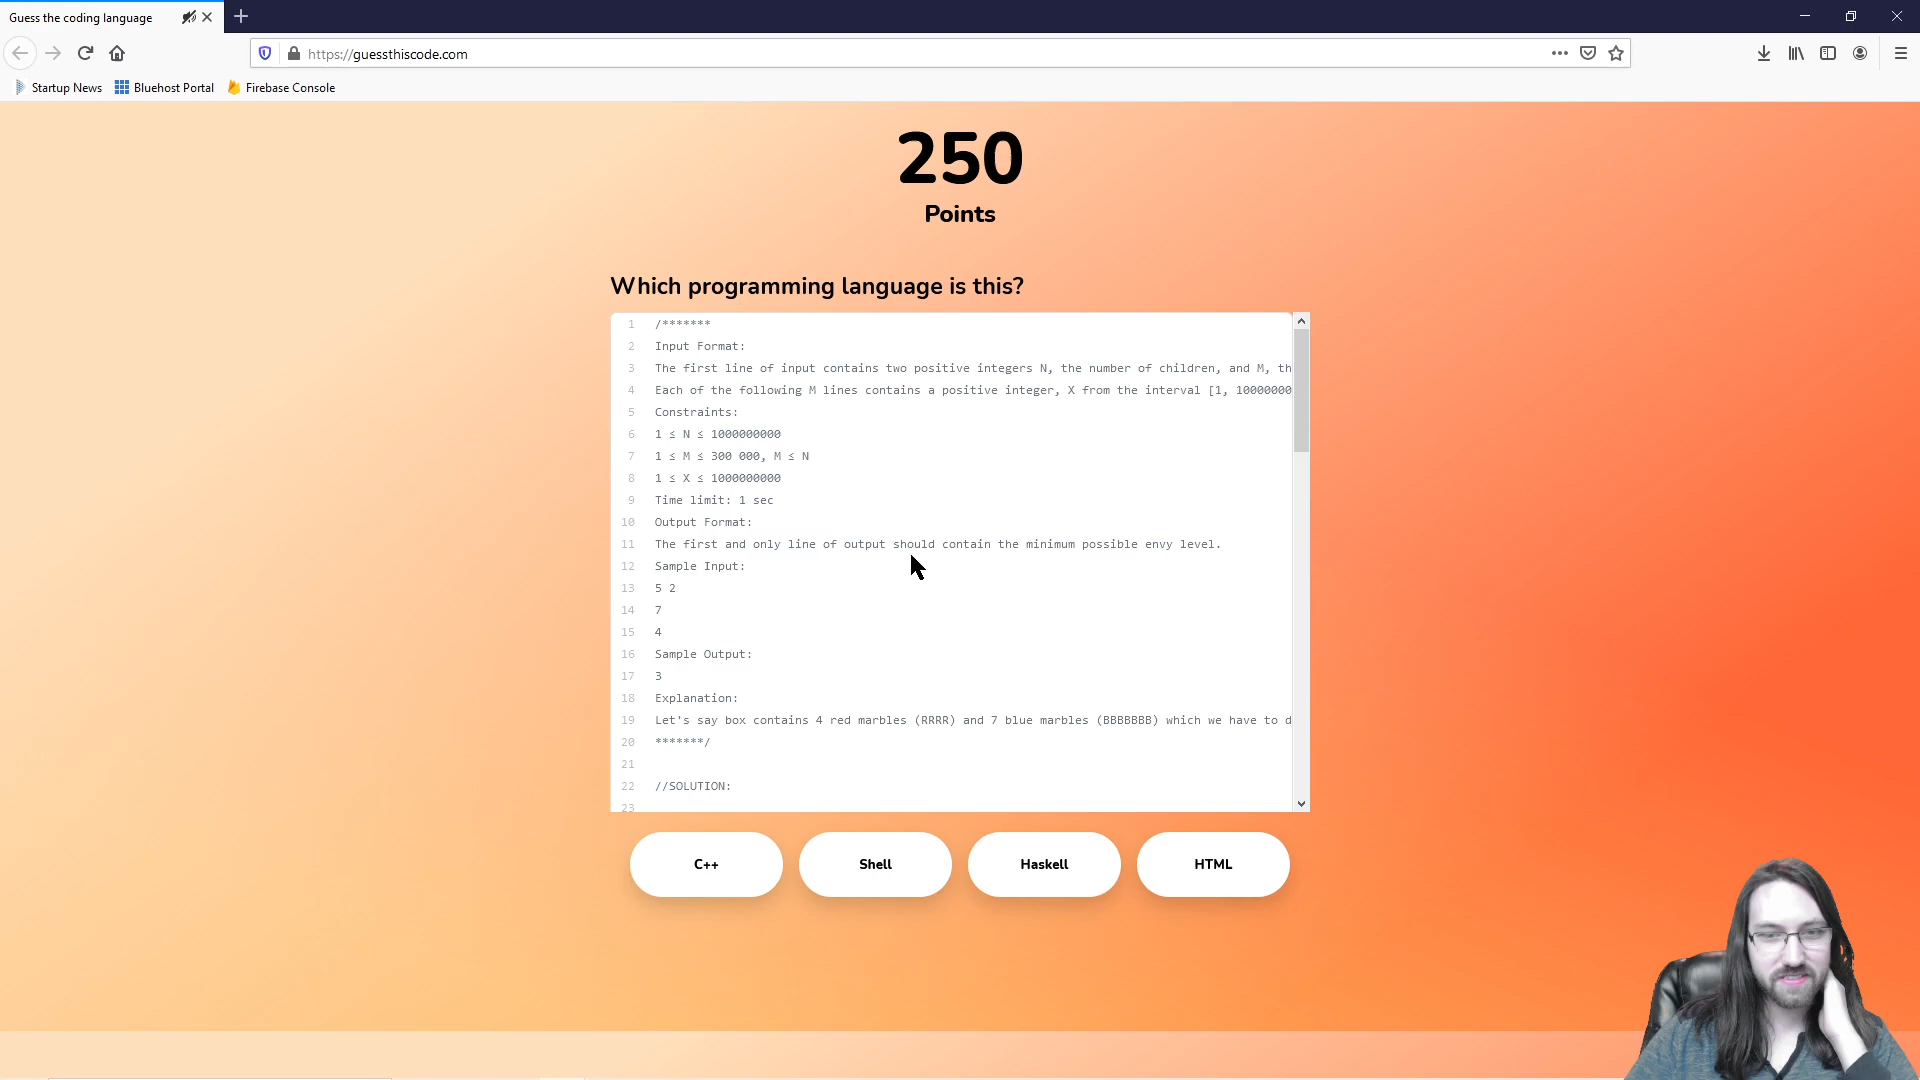 Guess the coding language
https://guessthiscode.com
Startup News
Bluehost Portal
Firebase Console
250
Points
Which programming language is this?
1 /*******
2 Input Format:
3 The first line of input contains two positive integers N, the number of children, and M, th
4 Each of the following M lines contains a positive integer, X from the interval [1, 10000000
5 Constraints:
6 1 ≤ N ≤ 1000000000
7 1 ≤ M ≤ 300 000, M ≤ N
8 1 ≤ X ≤ 1000000000
9 Time limit: 1 sec
10 Output Format:
11 The first and only line of output should contain the minimum possible envy level.
12 Sample Input:
13 5 2
14 7
15 4
16 Sample Output:
17 3
18 Explanation:
19 Let's say box contains 4 red marbles (RRRR) and 7 blue marbles (BBBBBBB) which we have to d
20 *******/
21
22 //SOLUTION:
23
C++
Shell
Haskell
HTML